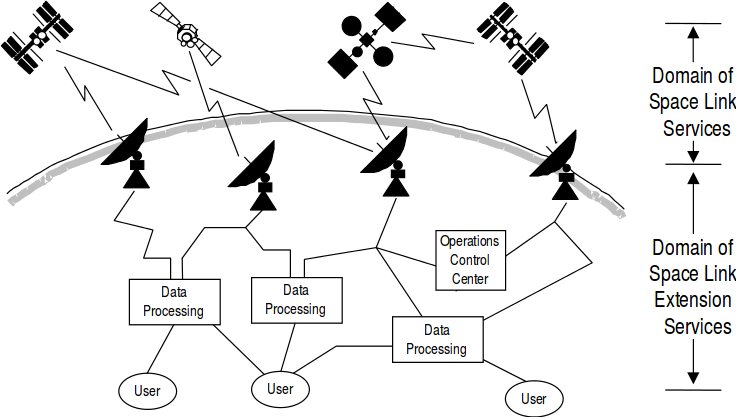 Domain of
Space Link
Services
Operations
Control
Center
Domain of
Space Link
Extension
Services
Data
Processing
Data
Processing
Data
Processing
User
User
User